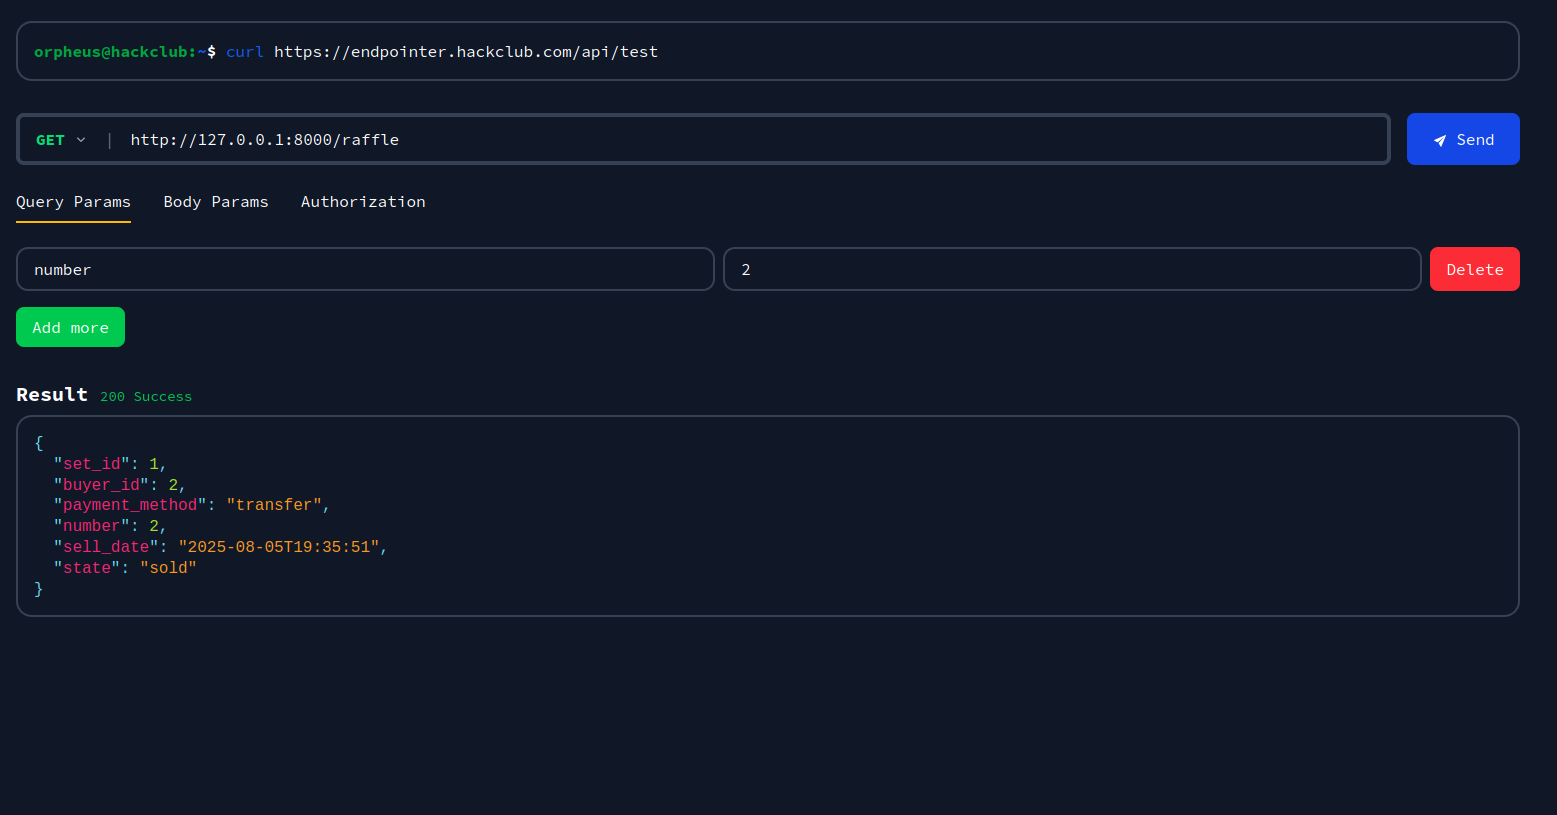 orpheus@hackclub:~$ curl https://endpointer.hackclub.com/api/test
GET | http://127.0.0.1:8000/raffle
Send
Query Params Body Params Authorization
number 2 Delete
Add more
Result 200 Success
{
  "set_id": 1,
  "buyer_id": 2,
  "payment_method": "transfer",
  "number": 2,
  "sell_date": "2025-08-05T19:35:51",
  "state": "sold"
}